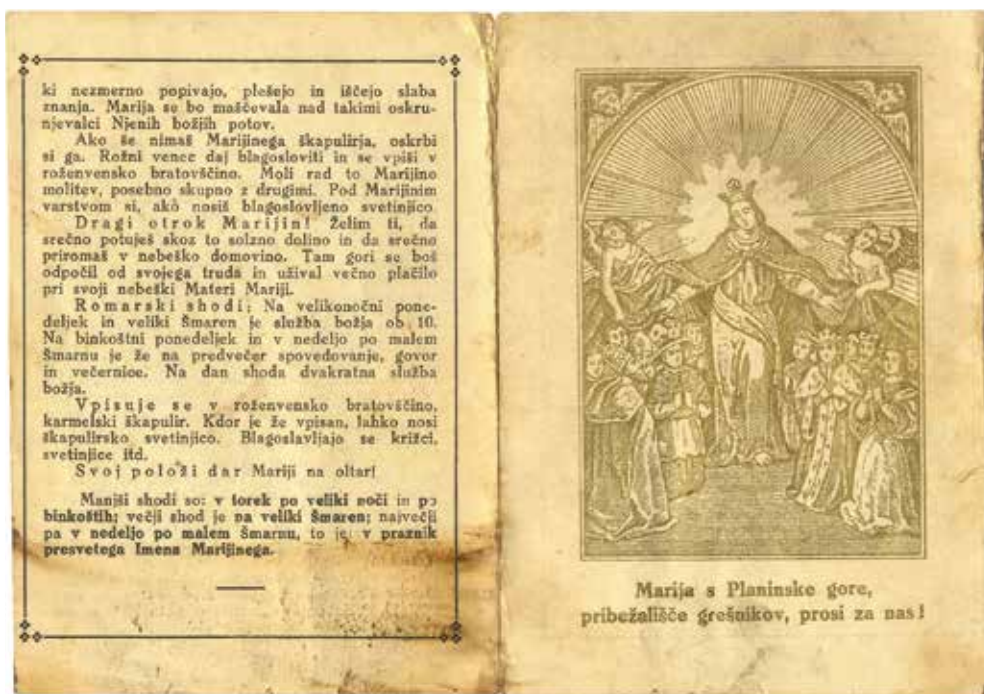 ki nezmerno popivajo, plešejo in iščejo slaba
znanja. Marija se bo maščevala nad takimi oskru-
njevalci Njenih božjih potov.
Ako še nimaš Marijinega škapulirja, oskrbi
si ga. Rožni venec daj blagosloviti in se vpiši v
roženvensko bratovščino. Moli rad to Marijino
molitev, posebno skupno z drugimi. Pod Marijinim
varstvom si, ako nosiš blagoslovljeno svetinjico.
Dragi otrok Marijin! Želim ti, da
srečno potuješ skoz to solzno dolino in da srečno
priromaš v nebeško domovino. Tam gori se boš
odpočil od svojega truda in užival večno plačilo
pri svoji nebeški Materi Mariji.
Romarski shodi: Na velikonočni pone-
deljek in veliki Šmaren je služba božja ob 10.
Na binkoštni ponedeljek in v nedeljo po malem
Šmarnu je že na predvečer spovedovanje, govor
in večernice. Na dan shoda dvakratna služba
božja.
Vpisuje se v roženvensko bratovščino,
karmelski škapulir. Kdor je že vpisan, lahko nosi
škapulirsko svetinjico. Blagoslavljajo se križci,
svetinjice itd.
Svoj položi dar Mariji na oltar!
Manjši shodi so: v torek po veliki noči in po
binkoštih; večji shod je na veliki Šmaren; največji
pa v nedeljo po malem Šmarnu, to je: v praznik
presvetega Imena Marijinega.
Marija s Planinske gore,
pribežališče grešnikov, prosi za nas!